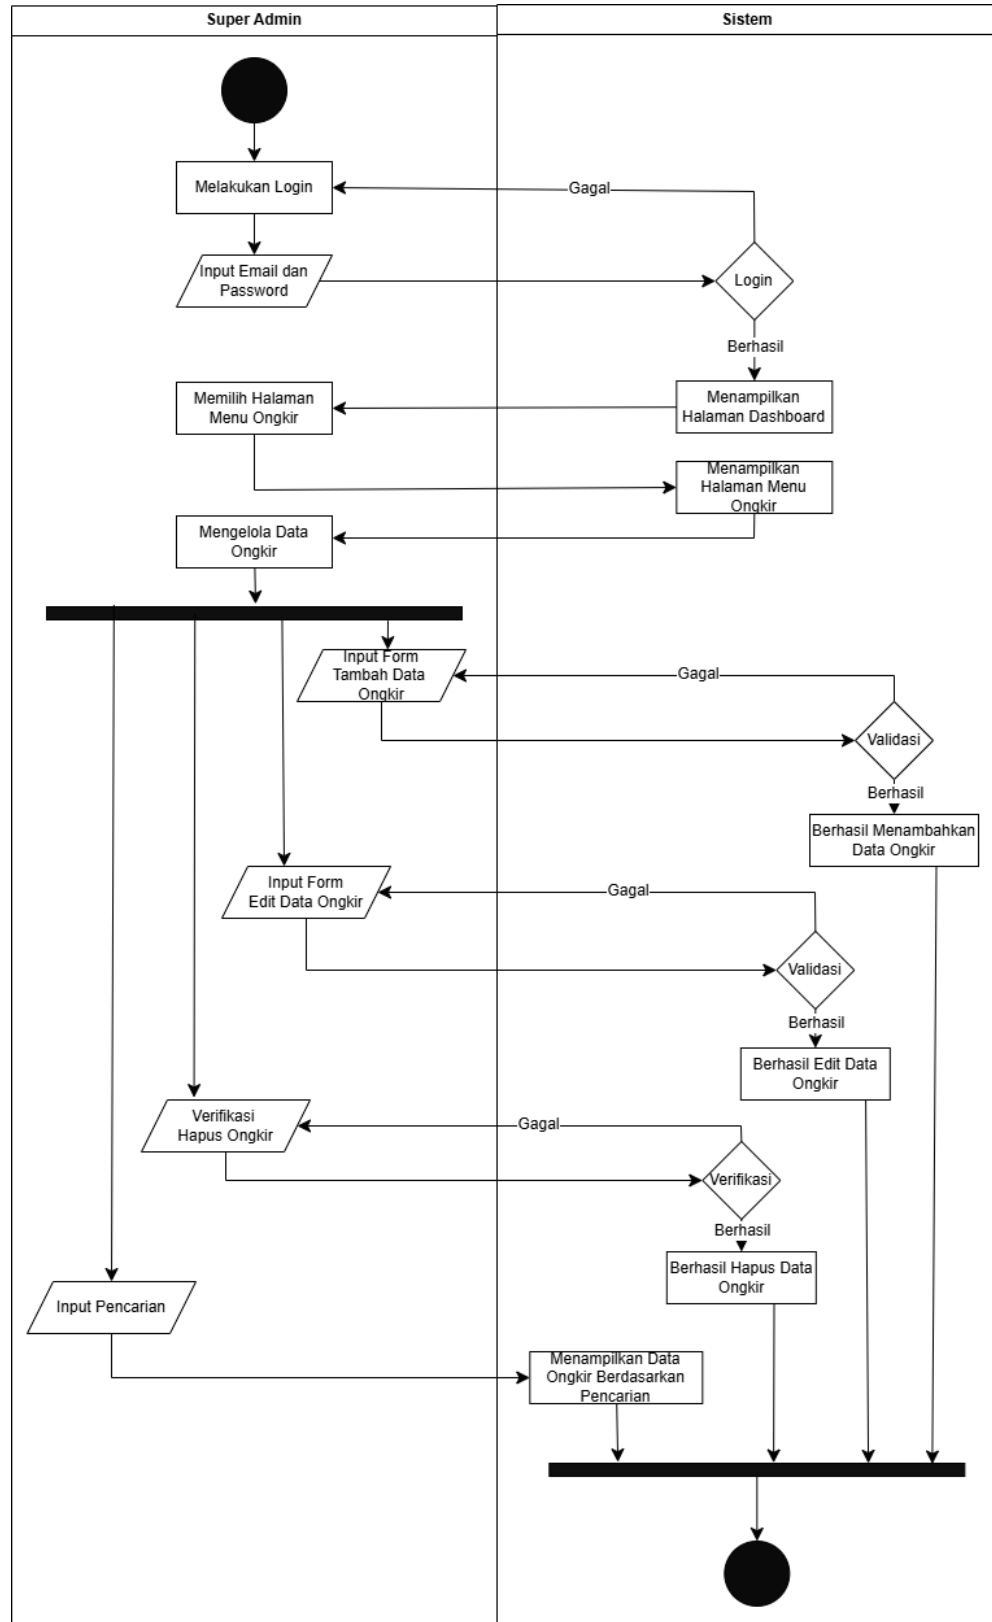 Super Admin
Sistem
Melakukan Login
Gagal
Input Email dan
Password
Login
Berhasil
Memilih Halaman
Menu Ongkir
Menampilkan
Halaman Dashboard
Menampilkan
Halaman Menu
Ongkir
Mengelola Data
Ongkir
Input Form
Tambah Data
Ongkir
Gagal
Validasi
Berhasil
Berhasil Menambahkan
Data Ongkir
Input Form
Edit Data Ongkir
Gagal
Validasi
Berhasil
Berhasil Edit Data
Ongkir
Verifikasi
Hapus Ongkir
Gagal
Verifikasi
Berhasil
Berhasil Hapus Data
Ongkir
Input Pencarian
Menampilkan Data
Ongkir Berdasarkan
Pencarian